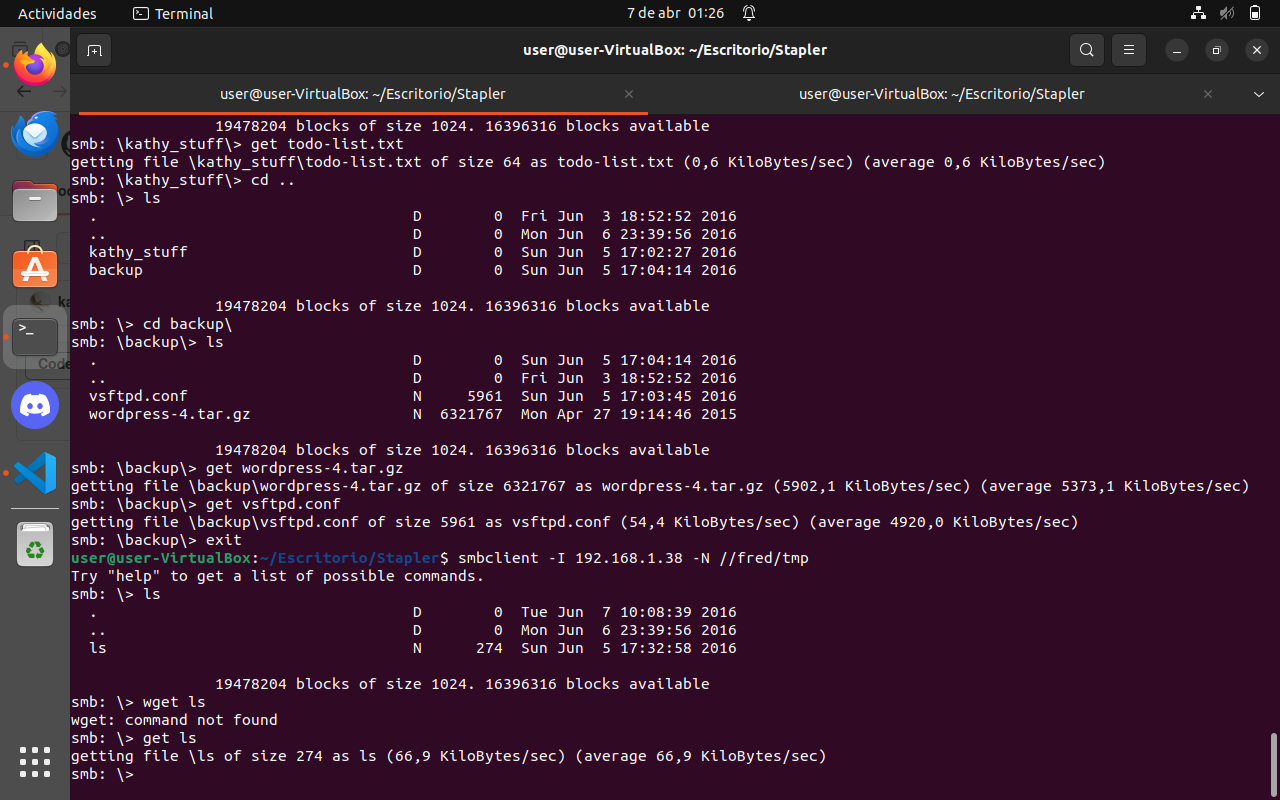 Actividades Terminal 7 de abr 01:26
user@user-VirtualBox: ~/Escritorio/Stapler
user@user-VirtualBox: ~/Escritorio/Stapler user@user-VirtualBox: ~/Escritorio/Stapler
19478204 blocks of size 1024. 16396316 blocks available
smb: \kathy_stuff\> get todo-list.txt
getting file \kathy_stuff\todo-list.txt of size 64 as todo-list.txt (0,6 KiloBytes/sec) (average 0,6 KiloBytes/sec)
smb: \kathy_stuff\> cd ..
smb: \> ls
. D 0 Fri Jun 3 18:52:52 2016
.. D 0 Mon Jun 6 23:39:56 2016
kathy_stuff D 0 Sun Jun 5 17:02:27 2016
backup D 0 Sun Jun 5 17:04:14 2016
19478204 blocks of size 1024. 16396316 blocks available
smb: \> cd backup\
smb: \backup\> ls
. D 0 Sun Jun 5 17:04:14 2016
.. D 0 Fri Jun 3 18:52:52 2016
vsftpd.conf N 5961 Sun Jun 5 17:03:45 2016
wordpress-4.tar.gz N 6321767 Mon Apr 27 19:14:46 2015
19478204 blocks of size 1024. 16396316 blocks available
smb: \backup\> get wordpress-4.tar.gz
getting file \backup\wordpress-4.tar.gz of size 6321767 as wordpress-4.tar.gz (5902,1 KiloBytes/sec) (average 5373,1 KiloBytes/sec)
smb: \backup\> get vsftpd.conf
getting file \backup\vsftpd.conf of size 5961 as vsftpd.conf (54,4 KiloBytes/sec) (average 4920,0 KiloBytes/sec)
smb: \backup\> exit
user@user-VirtualBox:~/Escritorio/Stapler$ smbclient -I 192.168.1.38 -N //fred/tmp
Try "help" to get a list of possible commands.
smb: \> ls
. D 0 Tue Jun 7 10:08:39 2016
.. D 0 Mon Jun 6 23:39:56 2016
ls N 274 Sun Jun 5 17:32:58 2016
19478204 blocks of size 1024. 16396316 blocks available
smb: \> wget ls
wget: command not found
smb: \> get ls
getting file \ls of size 274 as ls (66,9 KiloBytes/sec) (average 66,9 KiloBytes/sec)
smb: \>
Code